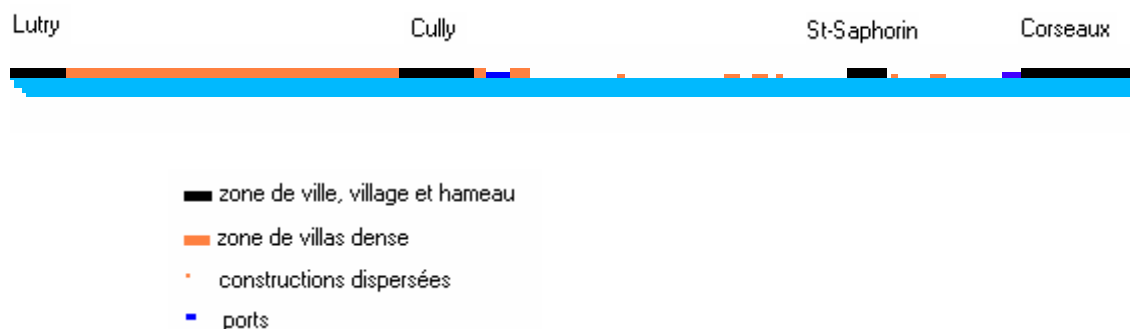 Lutry Cully St-Saphorin Corseaux
zone de ville, village et hameau
zone de villas dense
constructions dispersées
ports